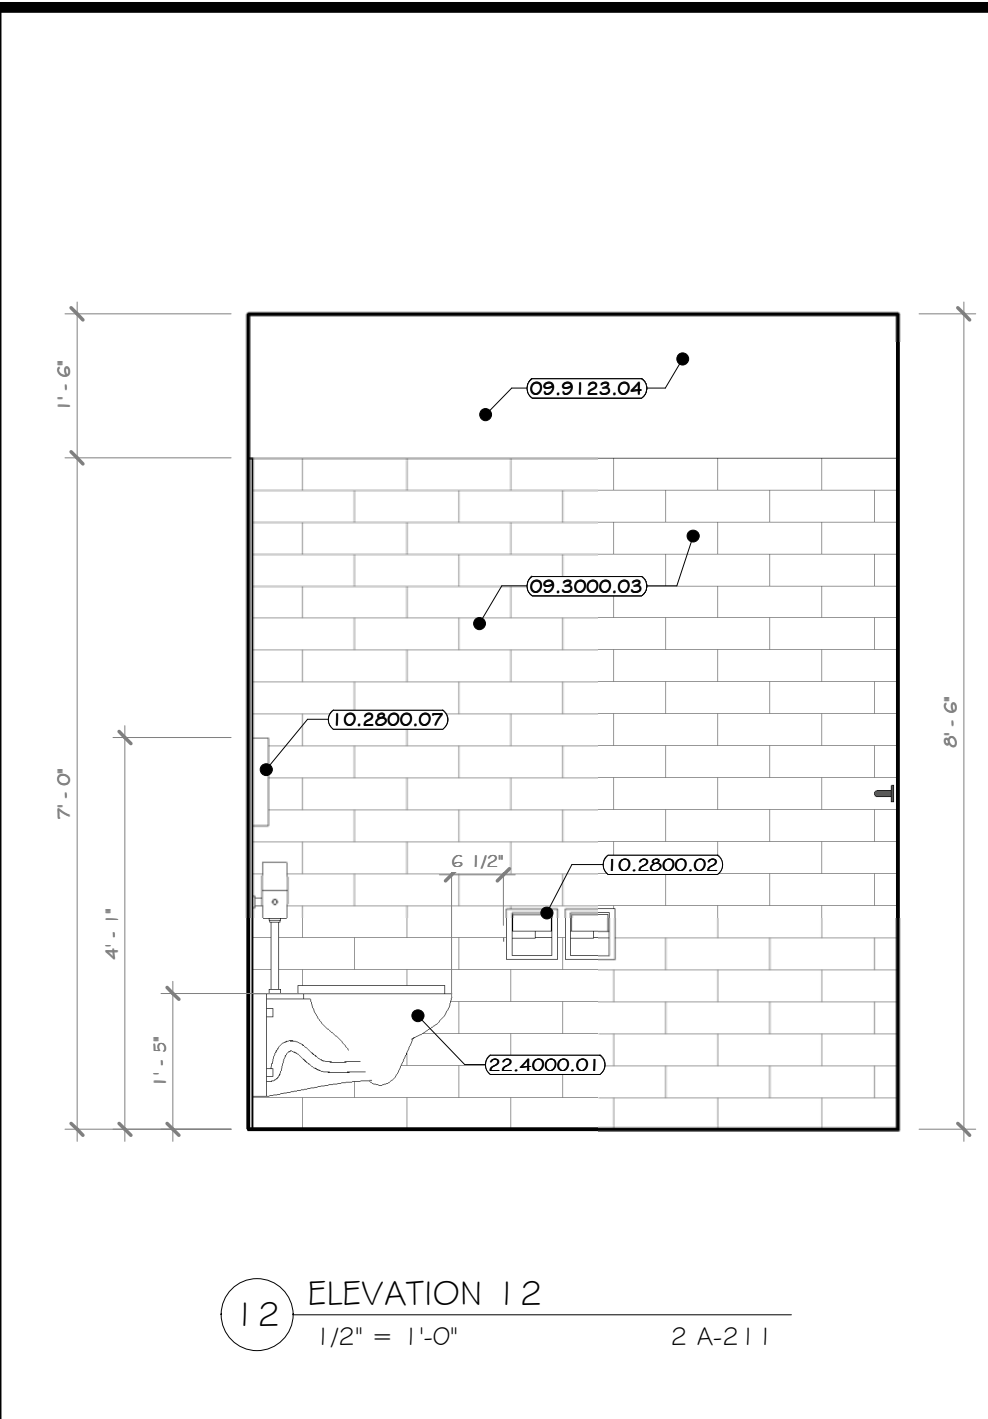 1' - 6"
09.9123.04
09.3000.03
10.2800.07
8' - 6"
7' - 0"
6 1/2"
10.2800.02
4' - 1"
1' - 5"
22.4000.01
12
ELEVATION 12
1/2" = 1'-0"
2 A-211